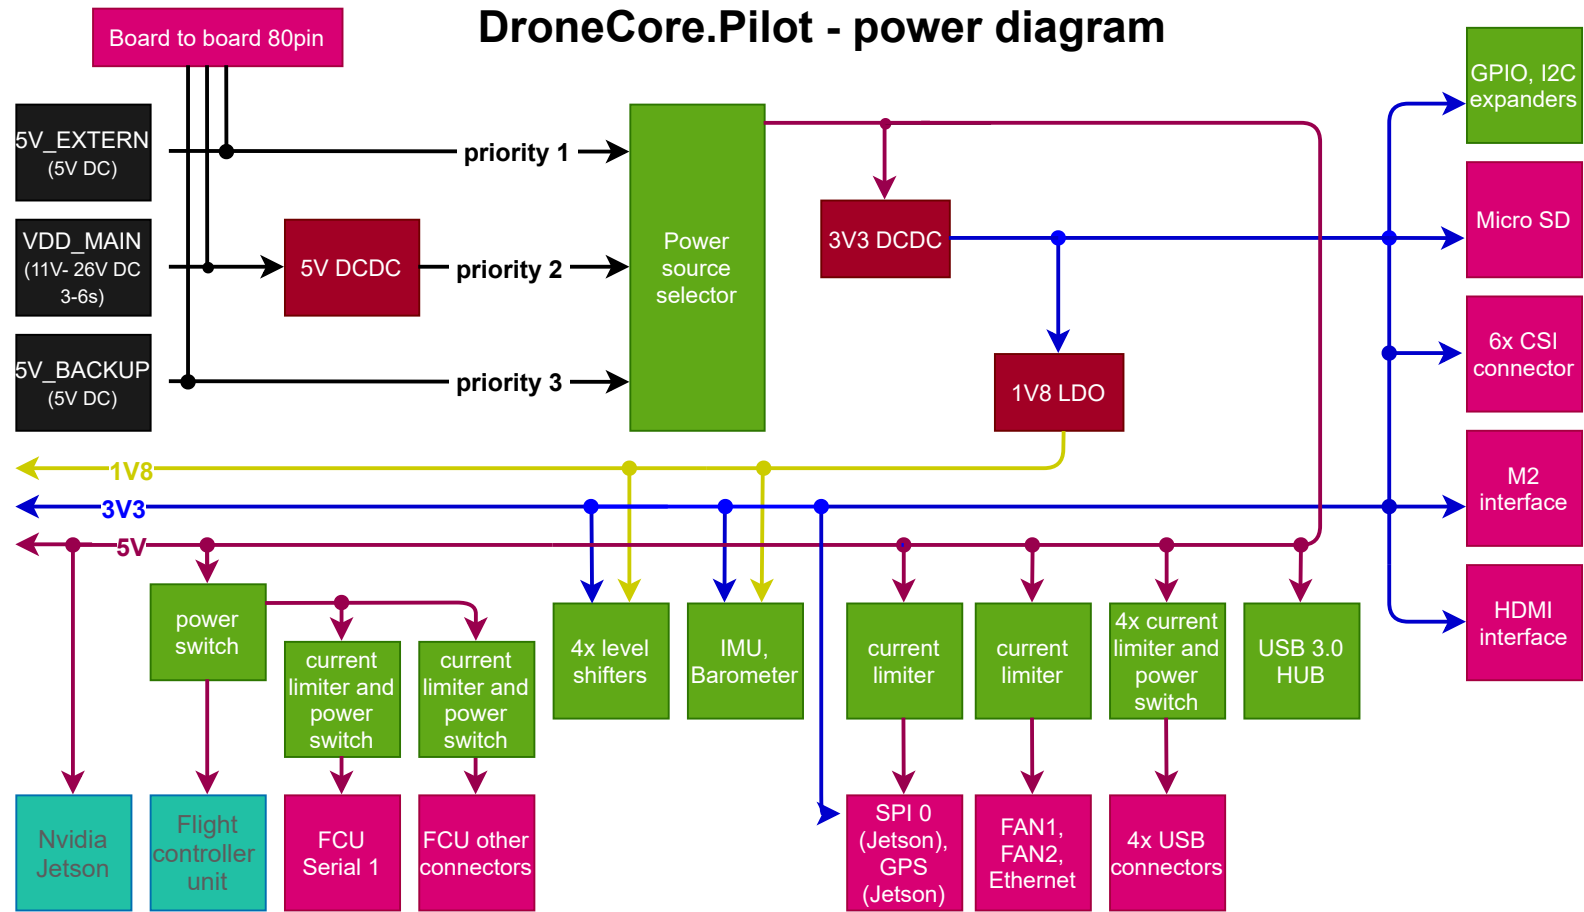 DroneCore.Pilot - power diagram
Board to board 80pin
5V_EXTERN
(5V DC)
priority 1
VDD_MAIN
(11V- 26V DC
3-6s)
5V DCDC
priority 2
5V_BACKUP
(5V DC)
priority 3
Power
source
selector
3V3 DCDC
1V8 LDO
GPIO, I2C
expanders
Micro SD
6x CSI
connector
M2
interface
HDMI
interface
1V8
3V3
5V
power
switch
current
limiter and
power
switch
current
limiter and
power
switch
4x level
shifters
IMU,
Barometer
current
limiter
current
limiter
4x current
limiter and
power
switch
USB 3.0
HUB
Nvidia
Jetson
Flight
controller
unit
FCU
Serial 1
FCU other
connectors
SPI 0
(Jetson),
GPS
(Jetson)
FAN1,
FAN2,
Ethernet
4x USB
connectors